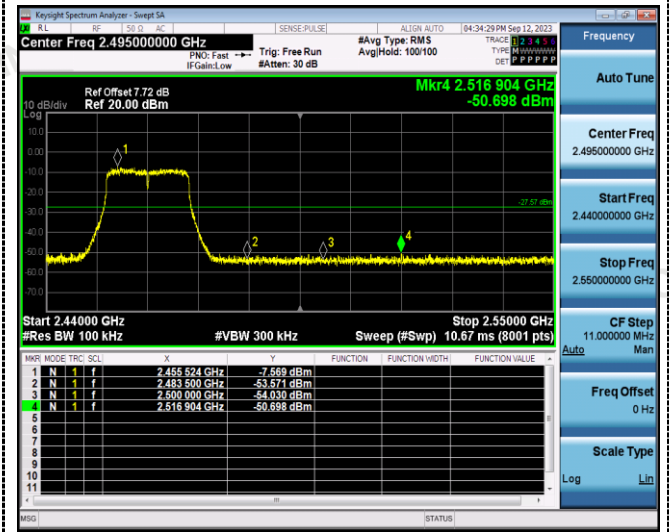 Keysight Spectrum Analyzer - Swept SA
RL RF 50 Ω AC SENSE:PULSE ALIGN AUTO 04:34:29 PM Sep 12, 2023
Center Freq 2.495000000 GHz
PNO: Fast
IFGain:Low
Trig: Free Run
#Atten: 30 dB
#Avg Type: RMS
Avg|Hold: 100/100
TRACE 1 2 3 4 5 6
TYPE M WWWWW
DET P P P P P P
Ref Offset 7.72 dB
10 dB/div Ref 20.00 dBm
Log
Mkr4 2.516 904 GHz
-50.698 dBm
10.0
0.00
-10.0
-20.0
-30.0
-40.0
-50.0
-60.0
-70.0
1
2
3
4
-27.57 dBm
Start 2.44000 GHz Stop 2.55000 GHz
#Res BW 100 kHz #VBW 300 kHz Sweep (#Swp) 10.67 ms (8001 pts)
MKR MODE TRC SCL X Y FUNCTION FUNCTION WIDTH FUNCTION VALUE
1 N 1 f 2.455 524 GHz -7.569 dBm
2 N 1 f 2.483 500 GHz -53.571 dBm
3 N 1 f 2.500 000 GHz -54.030 dBm
4 N 1 f 2.516 904 GHz -50.698 dBm
5
6
7
8
9
10
11
MSG STATUS
Frequency
Auto Tune
Center Freq
2.495000000 GHz
Start Freq
2.440000000 GHz
Stop Freq
2.550000000 GHz
CF Step
11.000000 MHz
Auto Man
Freq Offset
0 Hz
Scale Type
Log Lin